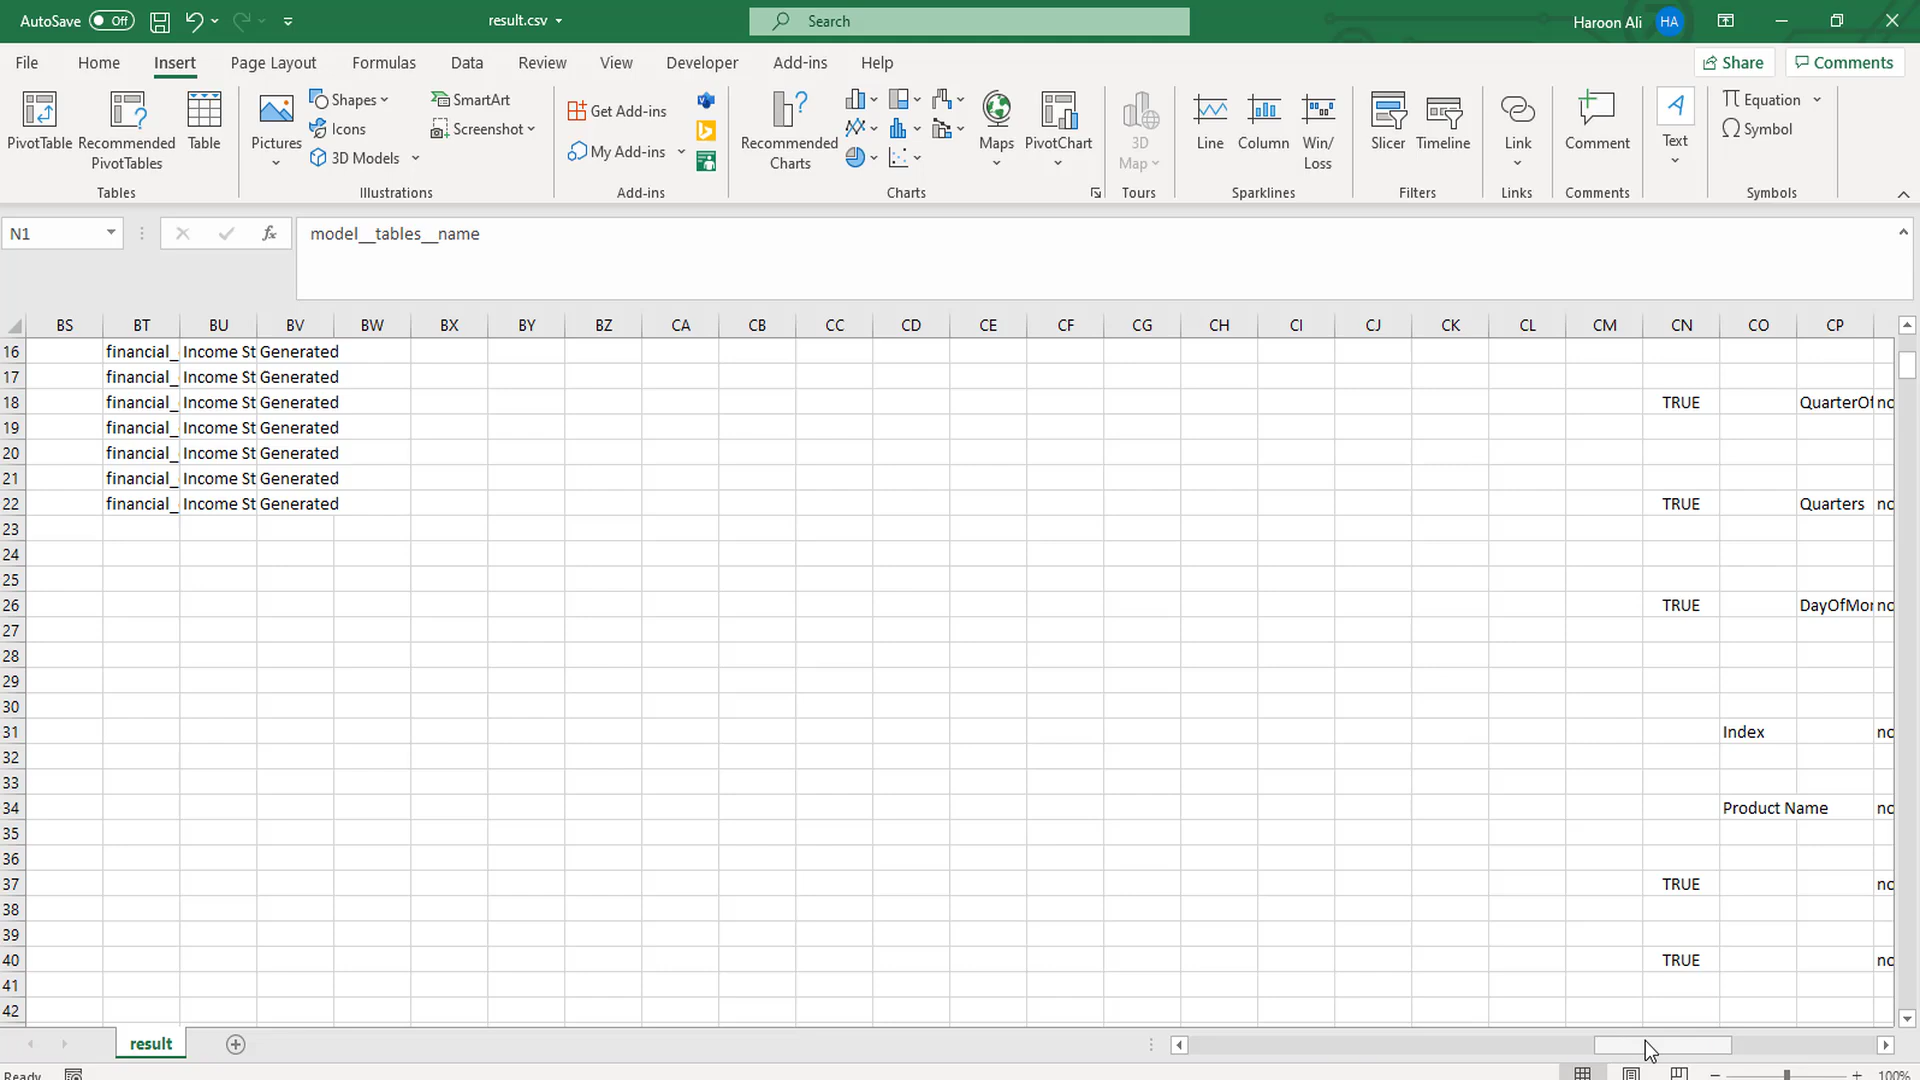 AutoSave Off result.csv Search Haroon Ali HA
File Home Insert Page Layout Formulas Data Review View Developer Add-ins Help Share Comments
PivotTable Recommended PivotTables Table
Pictures Shapes Icons 3D Models SmartArt Screenshot
Get Add-ins My Add-ins
Recommended Charts Maps PivotChart
3D Map Line Column Win/Loss
Slicer Timeline Link Comment Text Equation Symbol
Tables Illustrations Add-ins Charts Tours Sparklines Filters Links Comments Symbols
N1 fx model__tables__name
BS BT BU BV BW BX BY BZ CA CB CC CD CE CF CG CH CI CJ CK CL CM CN CO CP
16 financial_ Income St Generated
17 financial_ Income St Generated
18 financial_ Income St Generated TRUE QuarterOf no
19 financial_ Income St Generated
20 financial_ Income St Generated
21 financial_ Income St Generated
22 financial_ Income St Generated TRUE Quarters no
23
24
25
26 TRUE DayOfMor no
27
28
29
30
31 Index no
32
33
34 Product Name no
35
36
37 TRUE no
38
39
40 TRUE no
41
42
result
Ready 100%